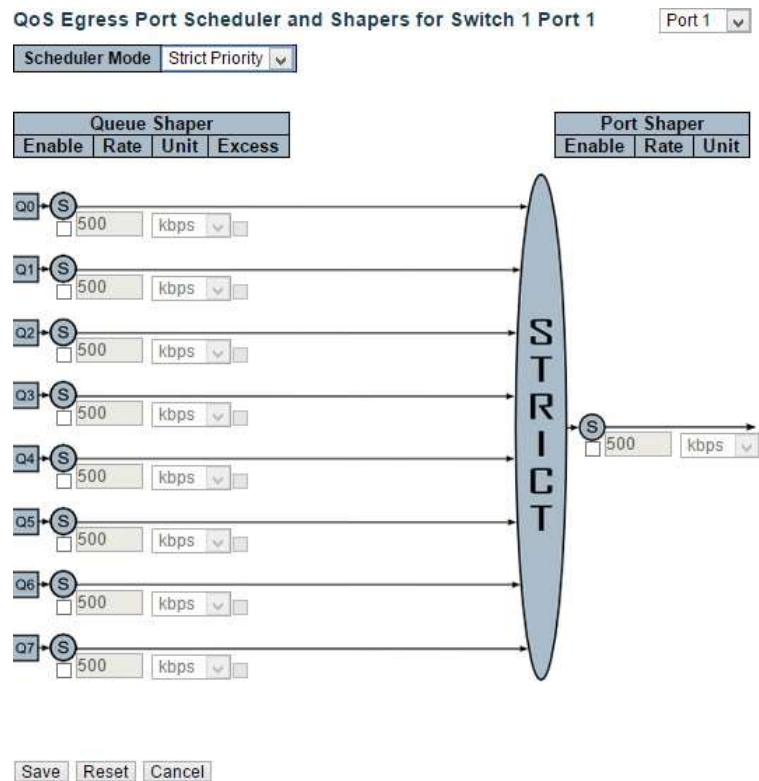 QoS Egress Port Scheduler and Shapers for Switch 1 Port 1
Port 1
Scheduler Mode Strict Priority
Queue Shaper
Enable Rate Unit Excess
Port Shaper
Enable Rate Unit
Q0 S
500 kbps
Q1 S
500 kbps
Q2 S
500 kbps
Q3 S
500 kbps
Q4 S
500 kbps
Q5 S
500 kbps
Q6 S
500 kbps
Q7 S
500 kbps
STRICT
S
500 kbps
Save Reset Cancel